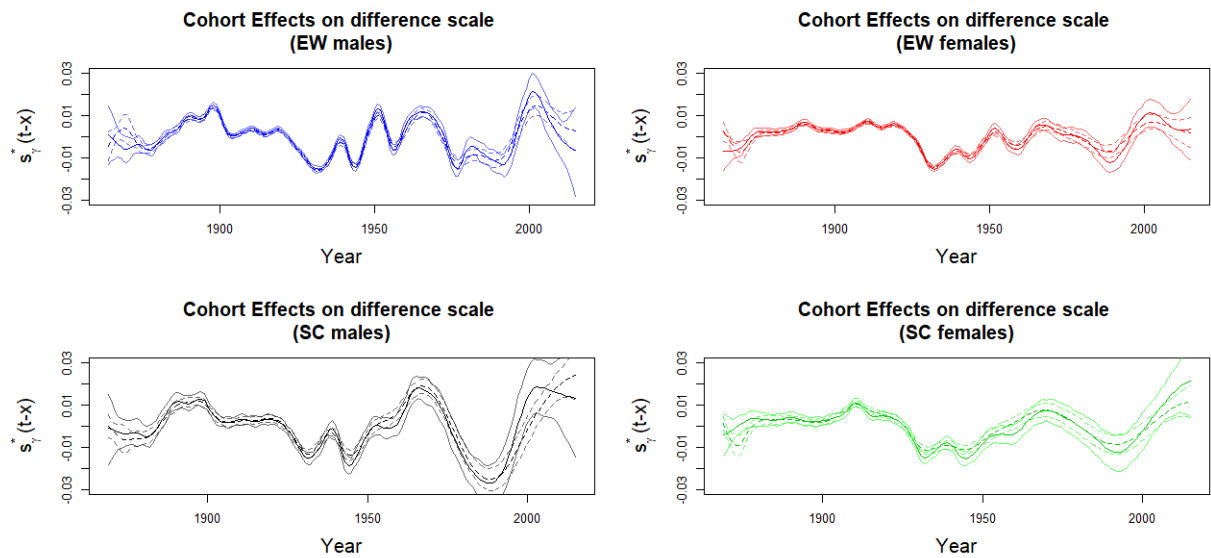 Cohort Effects on difference scale
(EW males)
0.03
0.01
-0.01
-0.03
s*γ (t-x)
1900
1950
2000
Year
Cohort Effects on difference scale
(EW females)
0.03
0.01
-0.01
-0.03
s*γ (t-x)
1900
1950
2000
Year
Cohort Effects on difference scale
(SC males)
0.03
0.01
-0.01
-0.03
s*γ (t-x)
1900
1950
2000
Year
Cohort Effects on difference scale
(SC females)
0.03
0.01
-0.01
-0.03
s*γ (t-x)
1900
1950
2000
Year